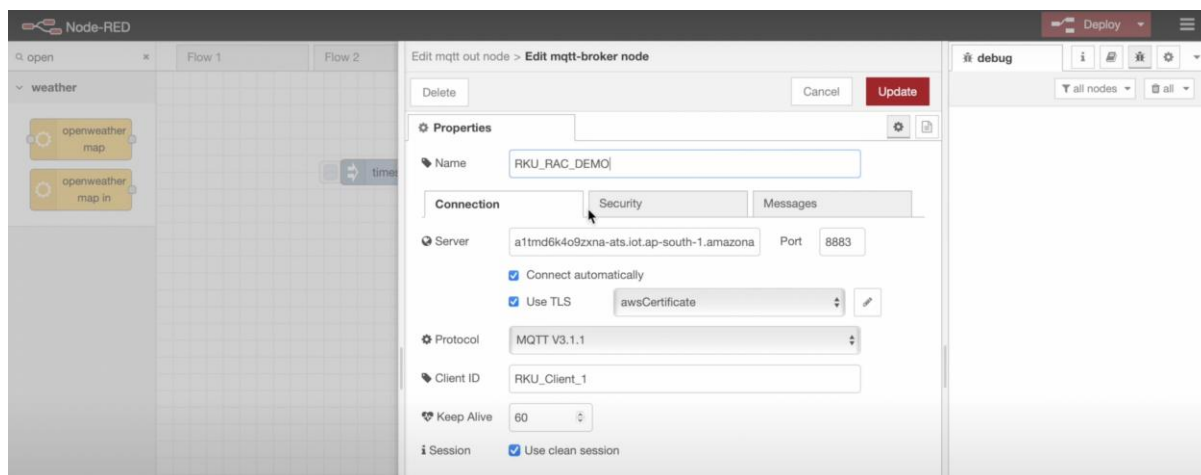 Node-RED
Deploy
open
Flow 1
Flow 2
weather
openweather
map
openweather
map in
Edit mqtt out node > Edit mqtt-broker node
Delete
Cancel
Update
Properties
Name
RKU_RAC_DEMO
Connection
Security
Messages
Server
a1tmd6k4o9zxna-ats.iot.ap-south-1.amazona
Port
8883
Connect automatically
Use TLS
awsCertificate
Protocol
MQTT V3.1.1
Client ID
RKU_Client_1
Keep Alive
60
i Session
Use clean session
debug
i
all nodes
all